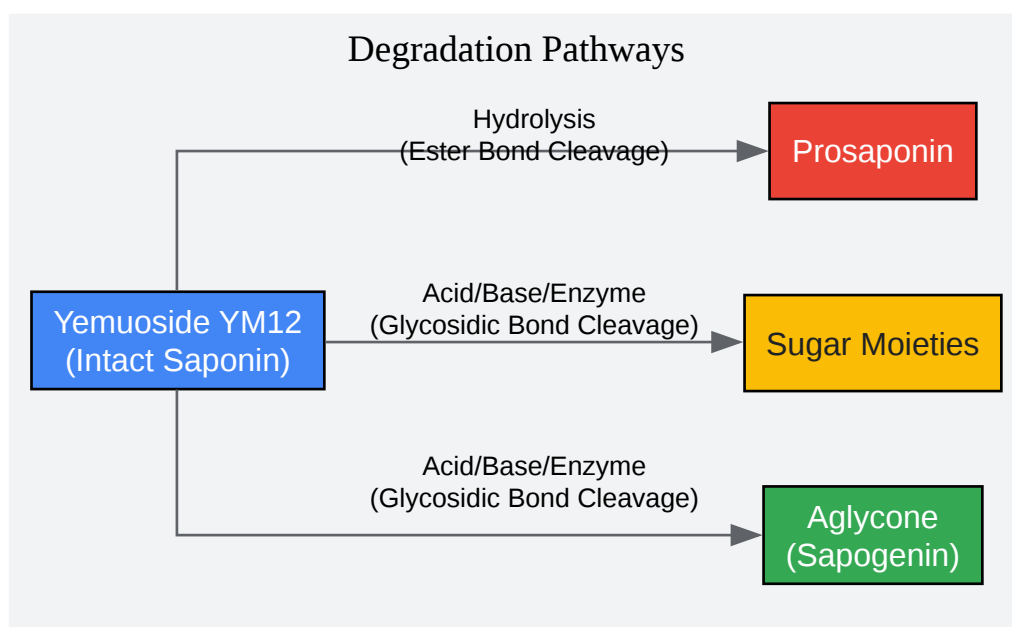 Degradation Pathways
Hydrolysis
(Ester Bond Cleavage)
Prosaponin
Acid/Base/Enzyme
(Glycosidic Bond Cleavage)
Yemuoside YM12
(Intact Saponin)
Sugar Moieties
Acid/Base/Enzyme
(Glycosidic Bond Cleavage)
Aglycone
(Sapogenin)